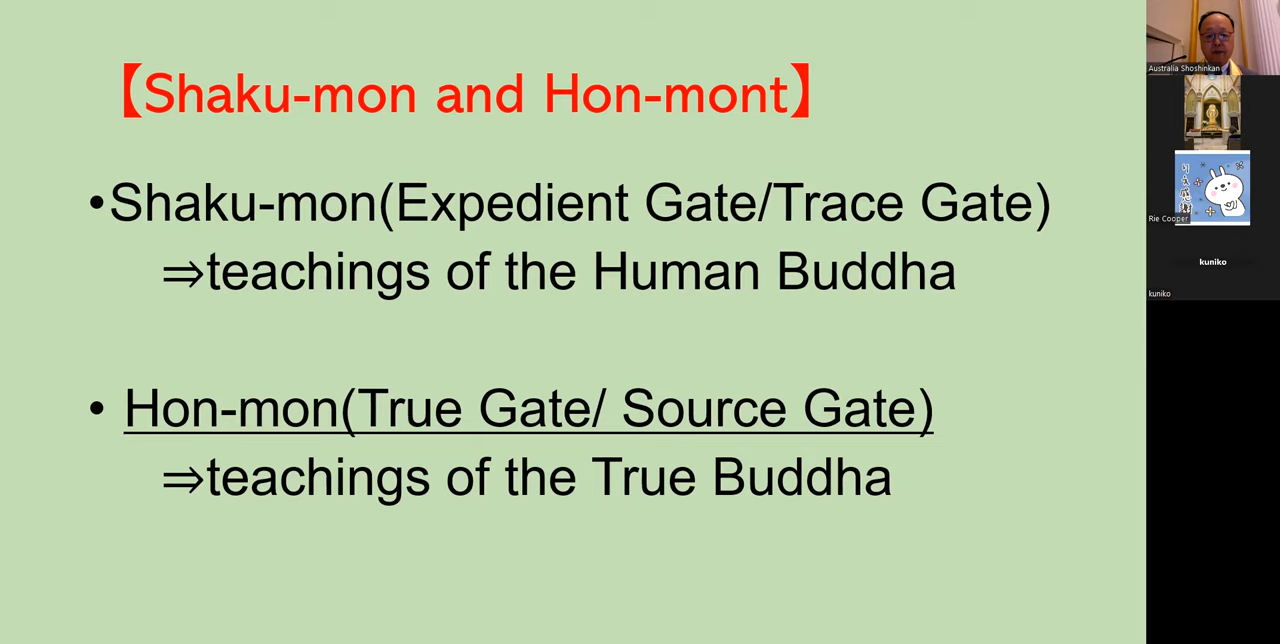 【Shaku-mon and Hon-mont】
•Shaku-mon(Expedient Gate/Trace Gate)
⇒teachings of the Human Buddha
• Hon-mon(True Gate/ Source Gate)
⇒teachings of the True Buddha
Australia Shoshinkan
Rie Cooper
kuniko
kuniko